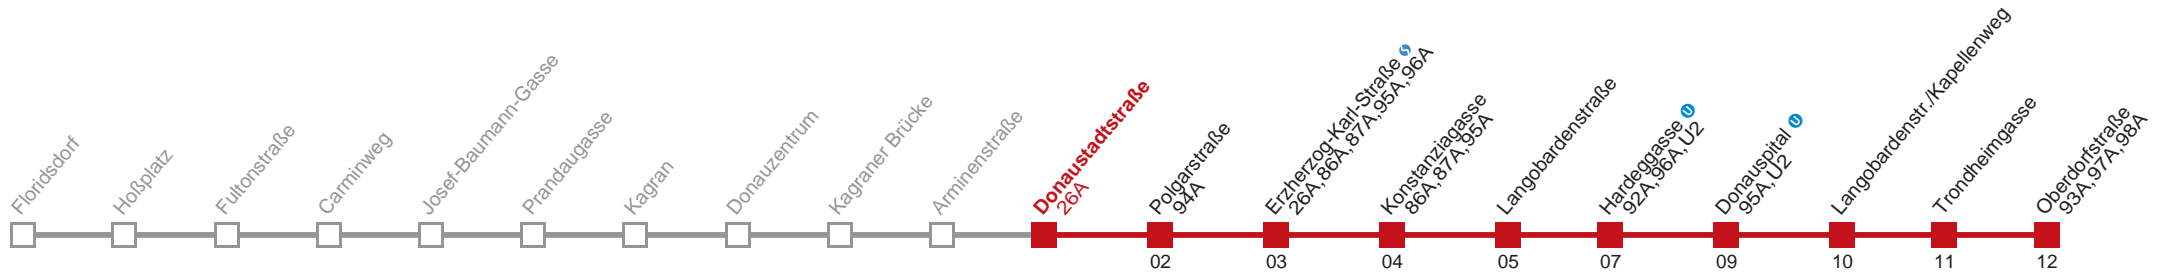 Floridsdorf
Hoßplatz
Fultonstraße
Carminweg
Josef-Baumann-Gasse
Prandaugasse
Kagran
Donauzentrum
Kagraner Brücke
Arminenstraße
Donaustadtstraße
26A
Polgarstraße
94A
Erzherzog-Karl-Straße S
26A,86A,87A,95A,96A
Konstanziagasse
86A,87A,95A
Langobardenstraße
Hardeggasse U
92A,96A,U2
Donauspital U
95A,U2
Langobardenstr./Kapellenweg
Trondheimgasse
Oberdorfstraße
93A,97A,98A
02 03 04 05 07 09 10 11 12